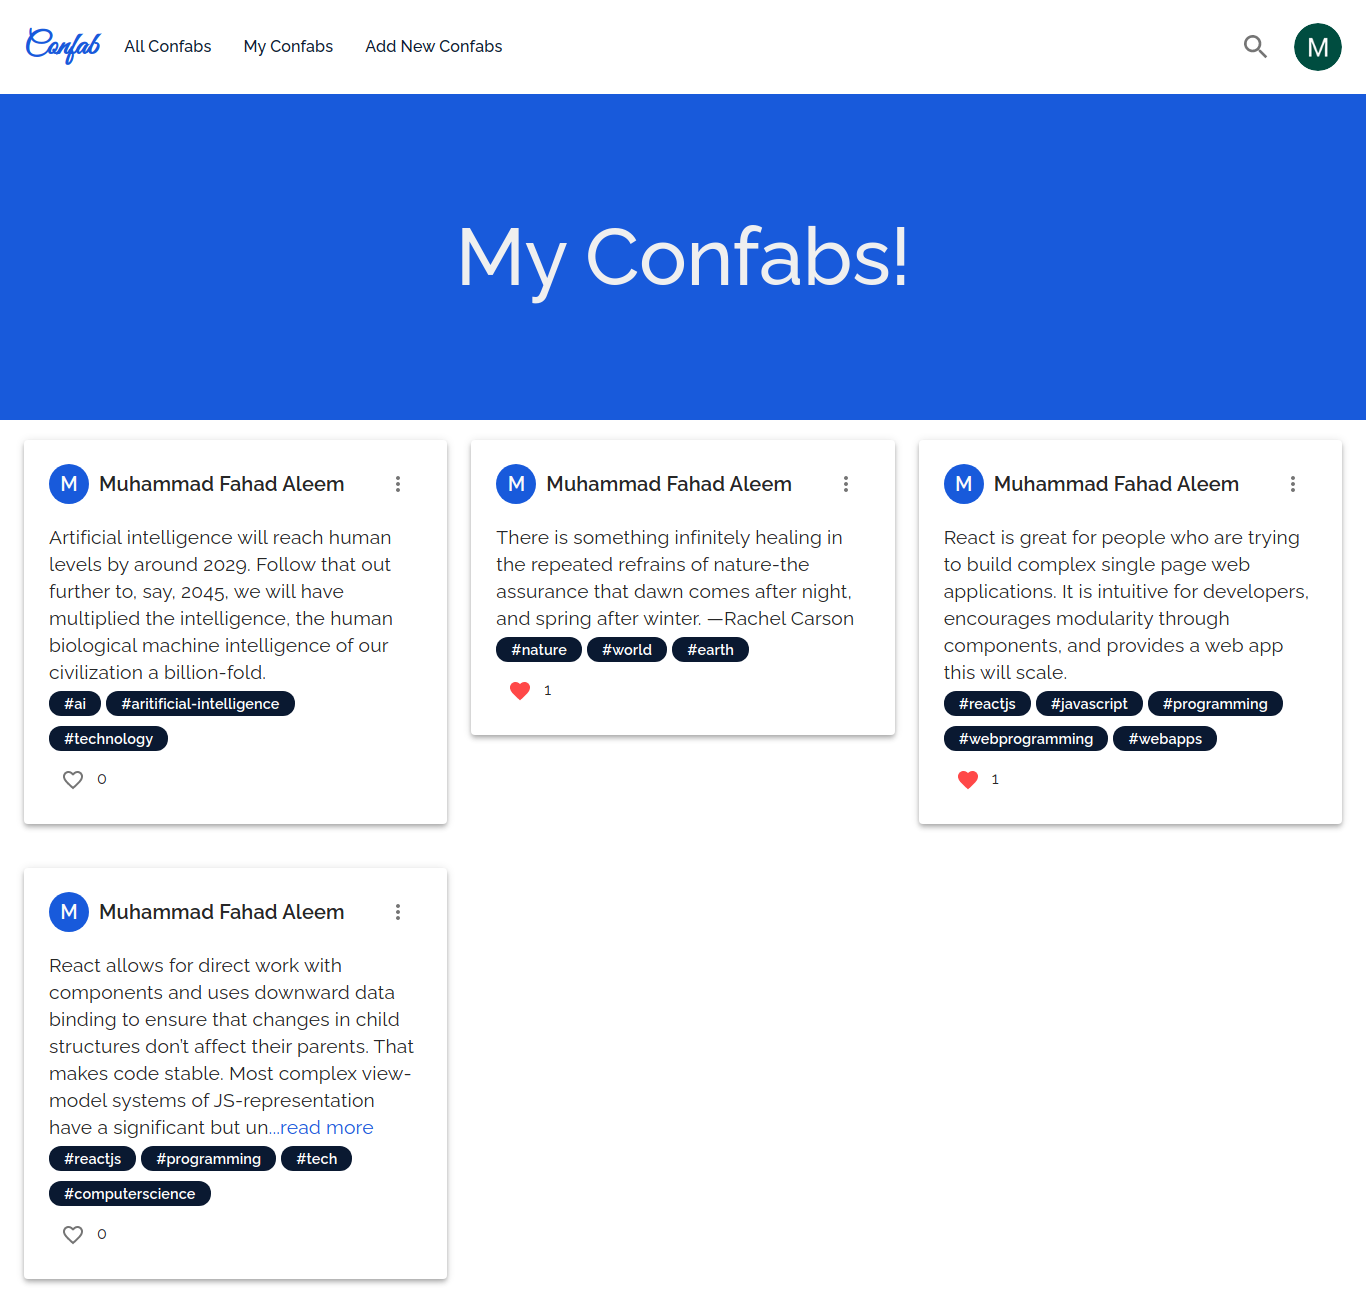 Confab
All Confabs
My Confabs
Add New Confabs
M
My Confabs!
M
Muhammad Fahad Aleem
Artificial intelligence will reach human
levels by around 2029. Follow that out
further to, say, 2045, we will have
multiplied the intelligence, the human
biological machine intelligence of our
civilization a billion-fold.
#ai #aritificial-intelligence
#technology
0
M
Muhammad Fahad Aleem
There is something infinitely healing in
the repeated refrains of nature-the
assurance that dawn comes after night,
and spring after winter. —Rachel Carson
#nature #world #earth
1
M
Muhammad Fahad Aleem
React is great for people who are trying
to build complex single page web
applications. It is intuitive for developers,
encourages modularity through
components, and provides a web app
this will scale.
#reactjs #javascript #programming
#webprogramming #webapps
1
M
Muhammad Fahad Aleem
React allows for direct work with
components and uses downward data
binding to ensure that changes in child
structures don't affect their parents. That
makes code stable. Most complex view-
model systems of JS-representation
have a significant but un...read more
#reactjs #programming #tech
#computerscience
0